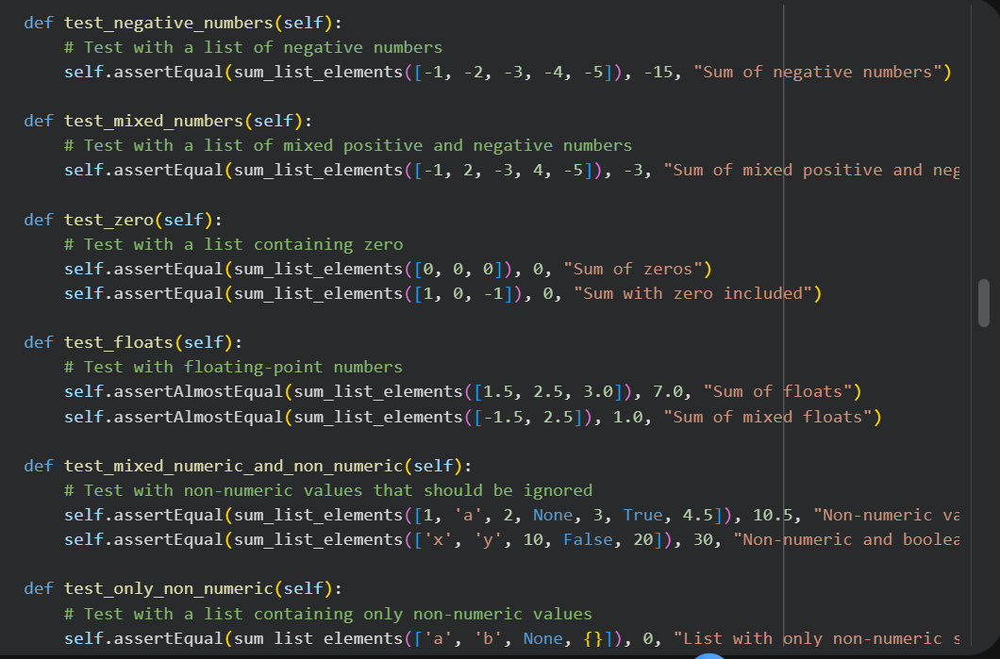 def test_negative_numbers(self):
# Test with a list of negative numbers
self.assertEqual(sum_list_elements([-1, -2, -3, -4, -5]), -15, "Sum of negative numbers")
def test_mixed_numbers(self):
# Test with a list of mixed positive and negative numbers
self.assertEqual(sum_list_elements([-1, 2, -3, 4, -5]), -3, "Sum of mixed positive and neg
def test_zero(self):
# Test with a list containing zero
self.assertEqual(sum_list_elements([0, 0, 0]), 0, "Sum of zeros")
self.assertEqual(sum_list_elements([1, 0, -1]), 0, "Sum with zero included")
def test_floats(self):
# Test with floating-point numbers
self.assertAlmostEqual(sum_list_elements([1.5, 2.5, 3.0]), 7.0, "Sum of floats")
self.assertAlmostEqual(sum_list_elements([-1.5, 2.5]), 1.0, "Sum of mixed floats")
def test_mixed_numeric_and_non_numeric(self):
# Test with non-numeric values that should be ignored
self.assertEqual(sum_list_elements([1, 'a', 2, None, 3, True, 4.5]), 10.5, "Non-numeric va
self.assertEqual(sum_list_elements(['x', 'y', 10, False, 20]), 30, "Non-numeric and boolea
def test_only_non_numeric(self):
# Test with a list containing only non-numeric values
self.assertEqual(sum_list_elements(['a', 'b', None, {}]), 0, "List with only non-numeric s